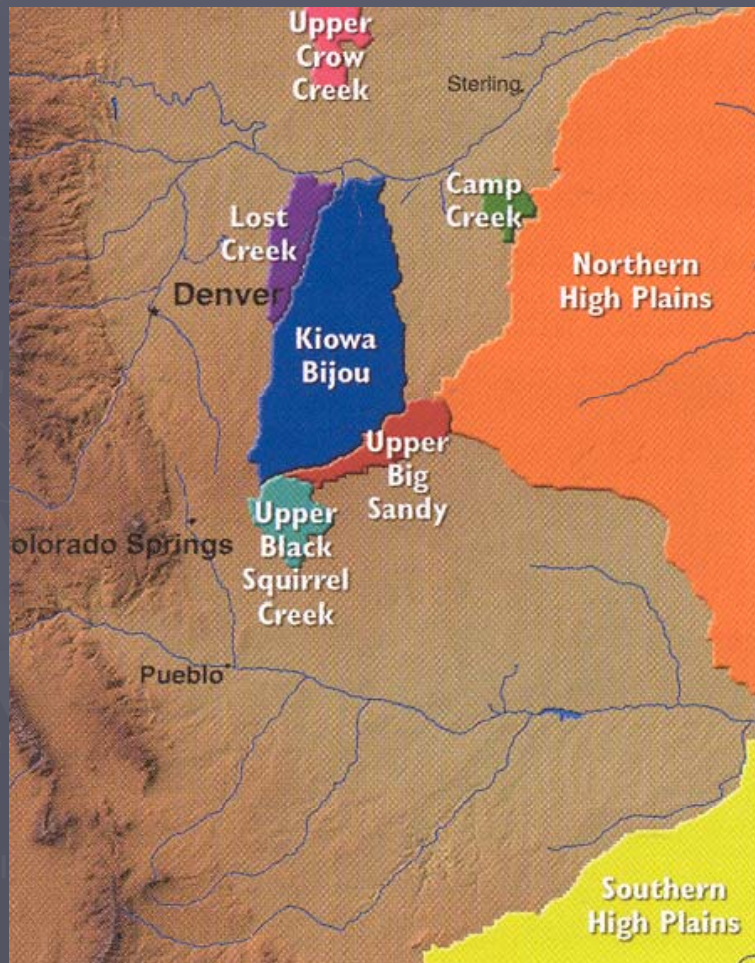 Upper
Crow
Creek
Sterling
Camp
Creek
Lost
Creek
Northern
High Plains
Denver
Kiowa
Bijou
Upper
Big
Sandy
Upper
Black
Squirrel
Creek
olorado Springs
Pueblo
Southern
High Plains